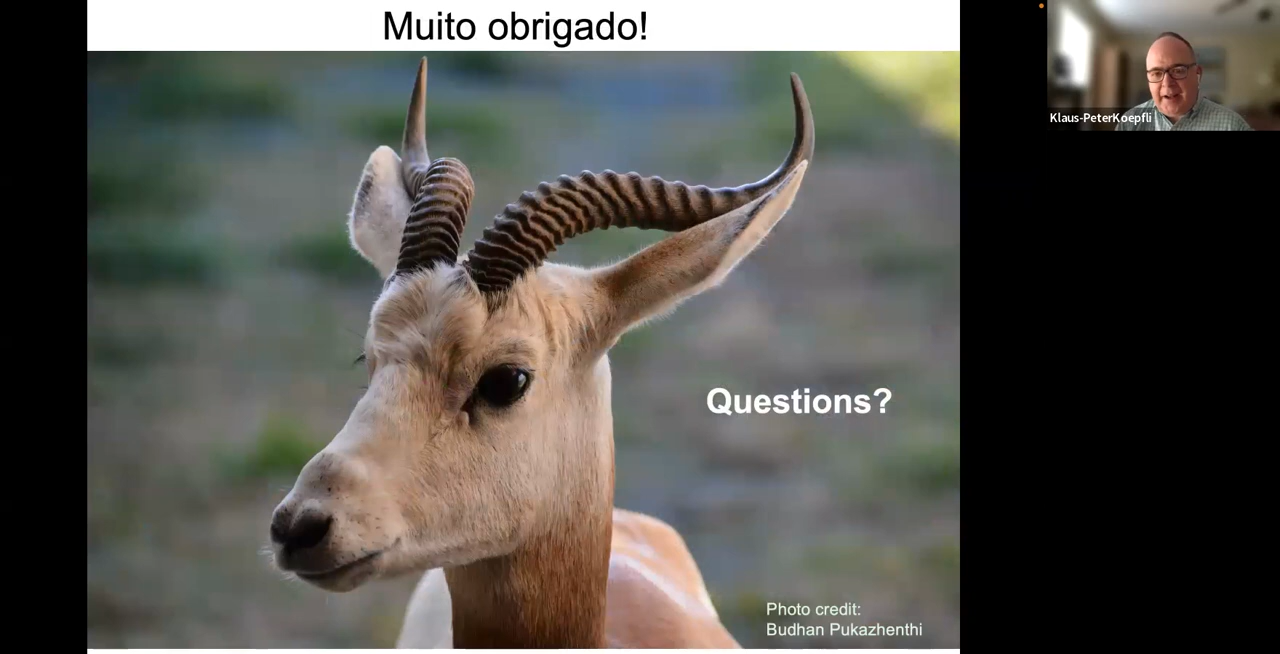 Muito obrigado!
Klaus-PeterKoepfli
Questions?
Photo credit:
Budhan Pukazhenthi